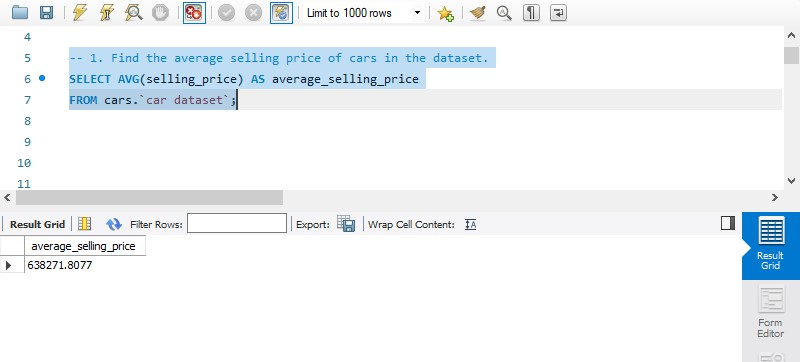 Limit to 1000 rows
4
5 -- 1. Find the average selling price of cars in the dataset.
6 SELECT AVG(selling_price) AS average_selling_price
7 FROM cars.`car dataset`;
8
9
10
11
Result Grid Filter Rows: Export: Wrap Cell Content:
average_selling_price
638271.8077
Result
Grid
Form
Editor